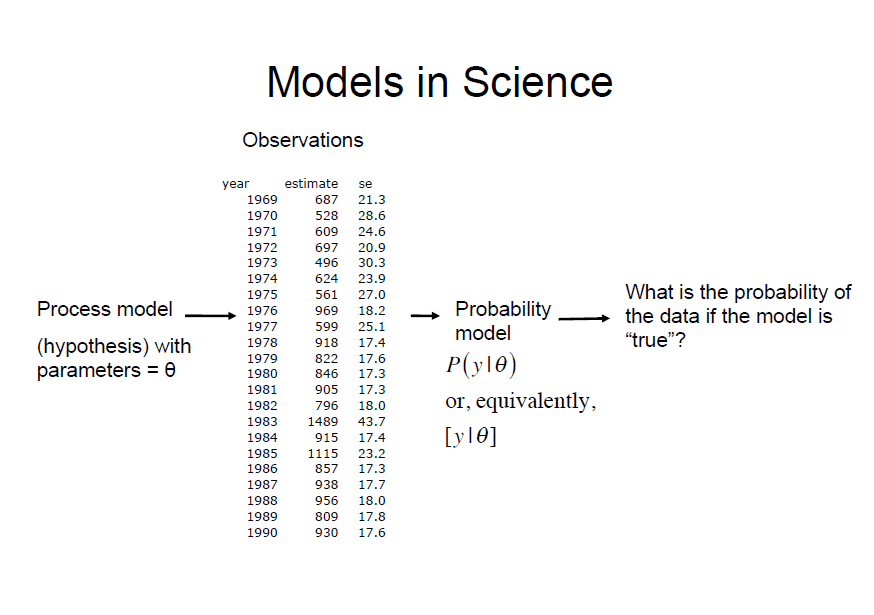 Models in Science
Observations
year estimate se
1969 687 21.3
1970 528 28.6
1971 609 24.6
1972 697 20.9
1973 496 30.3
1974 624 23.9
1975 561 27.0
1976 969 18.2
1977 599 25.1
1978 918 17.4
1979 822 17.6
1980 846 17.3
1981 905 17.3
1982 796 18.0
1983 1489 43.7
1984 915 17.4
1985 1115 23.2
1986 857 17.3
1987 938 17.7
1988 956 18.0
1989 809 17.8
1990 930 17.6
Process model
(hypothesis) with
parameters = θ
Probability
model
P(y|θ)
or, equivalently,
[y|θ]
What is the probability of
the data if the model is
“true”?